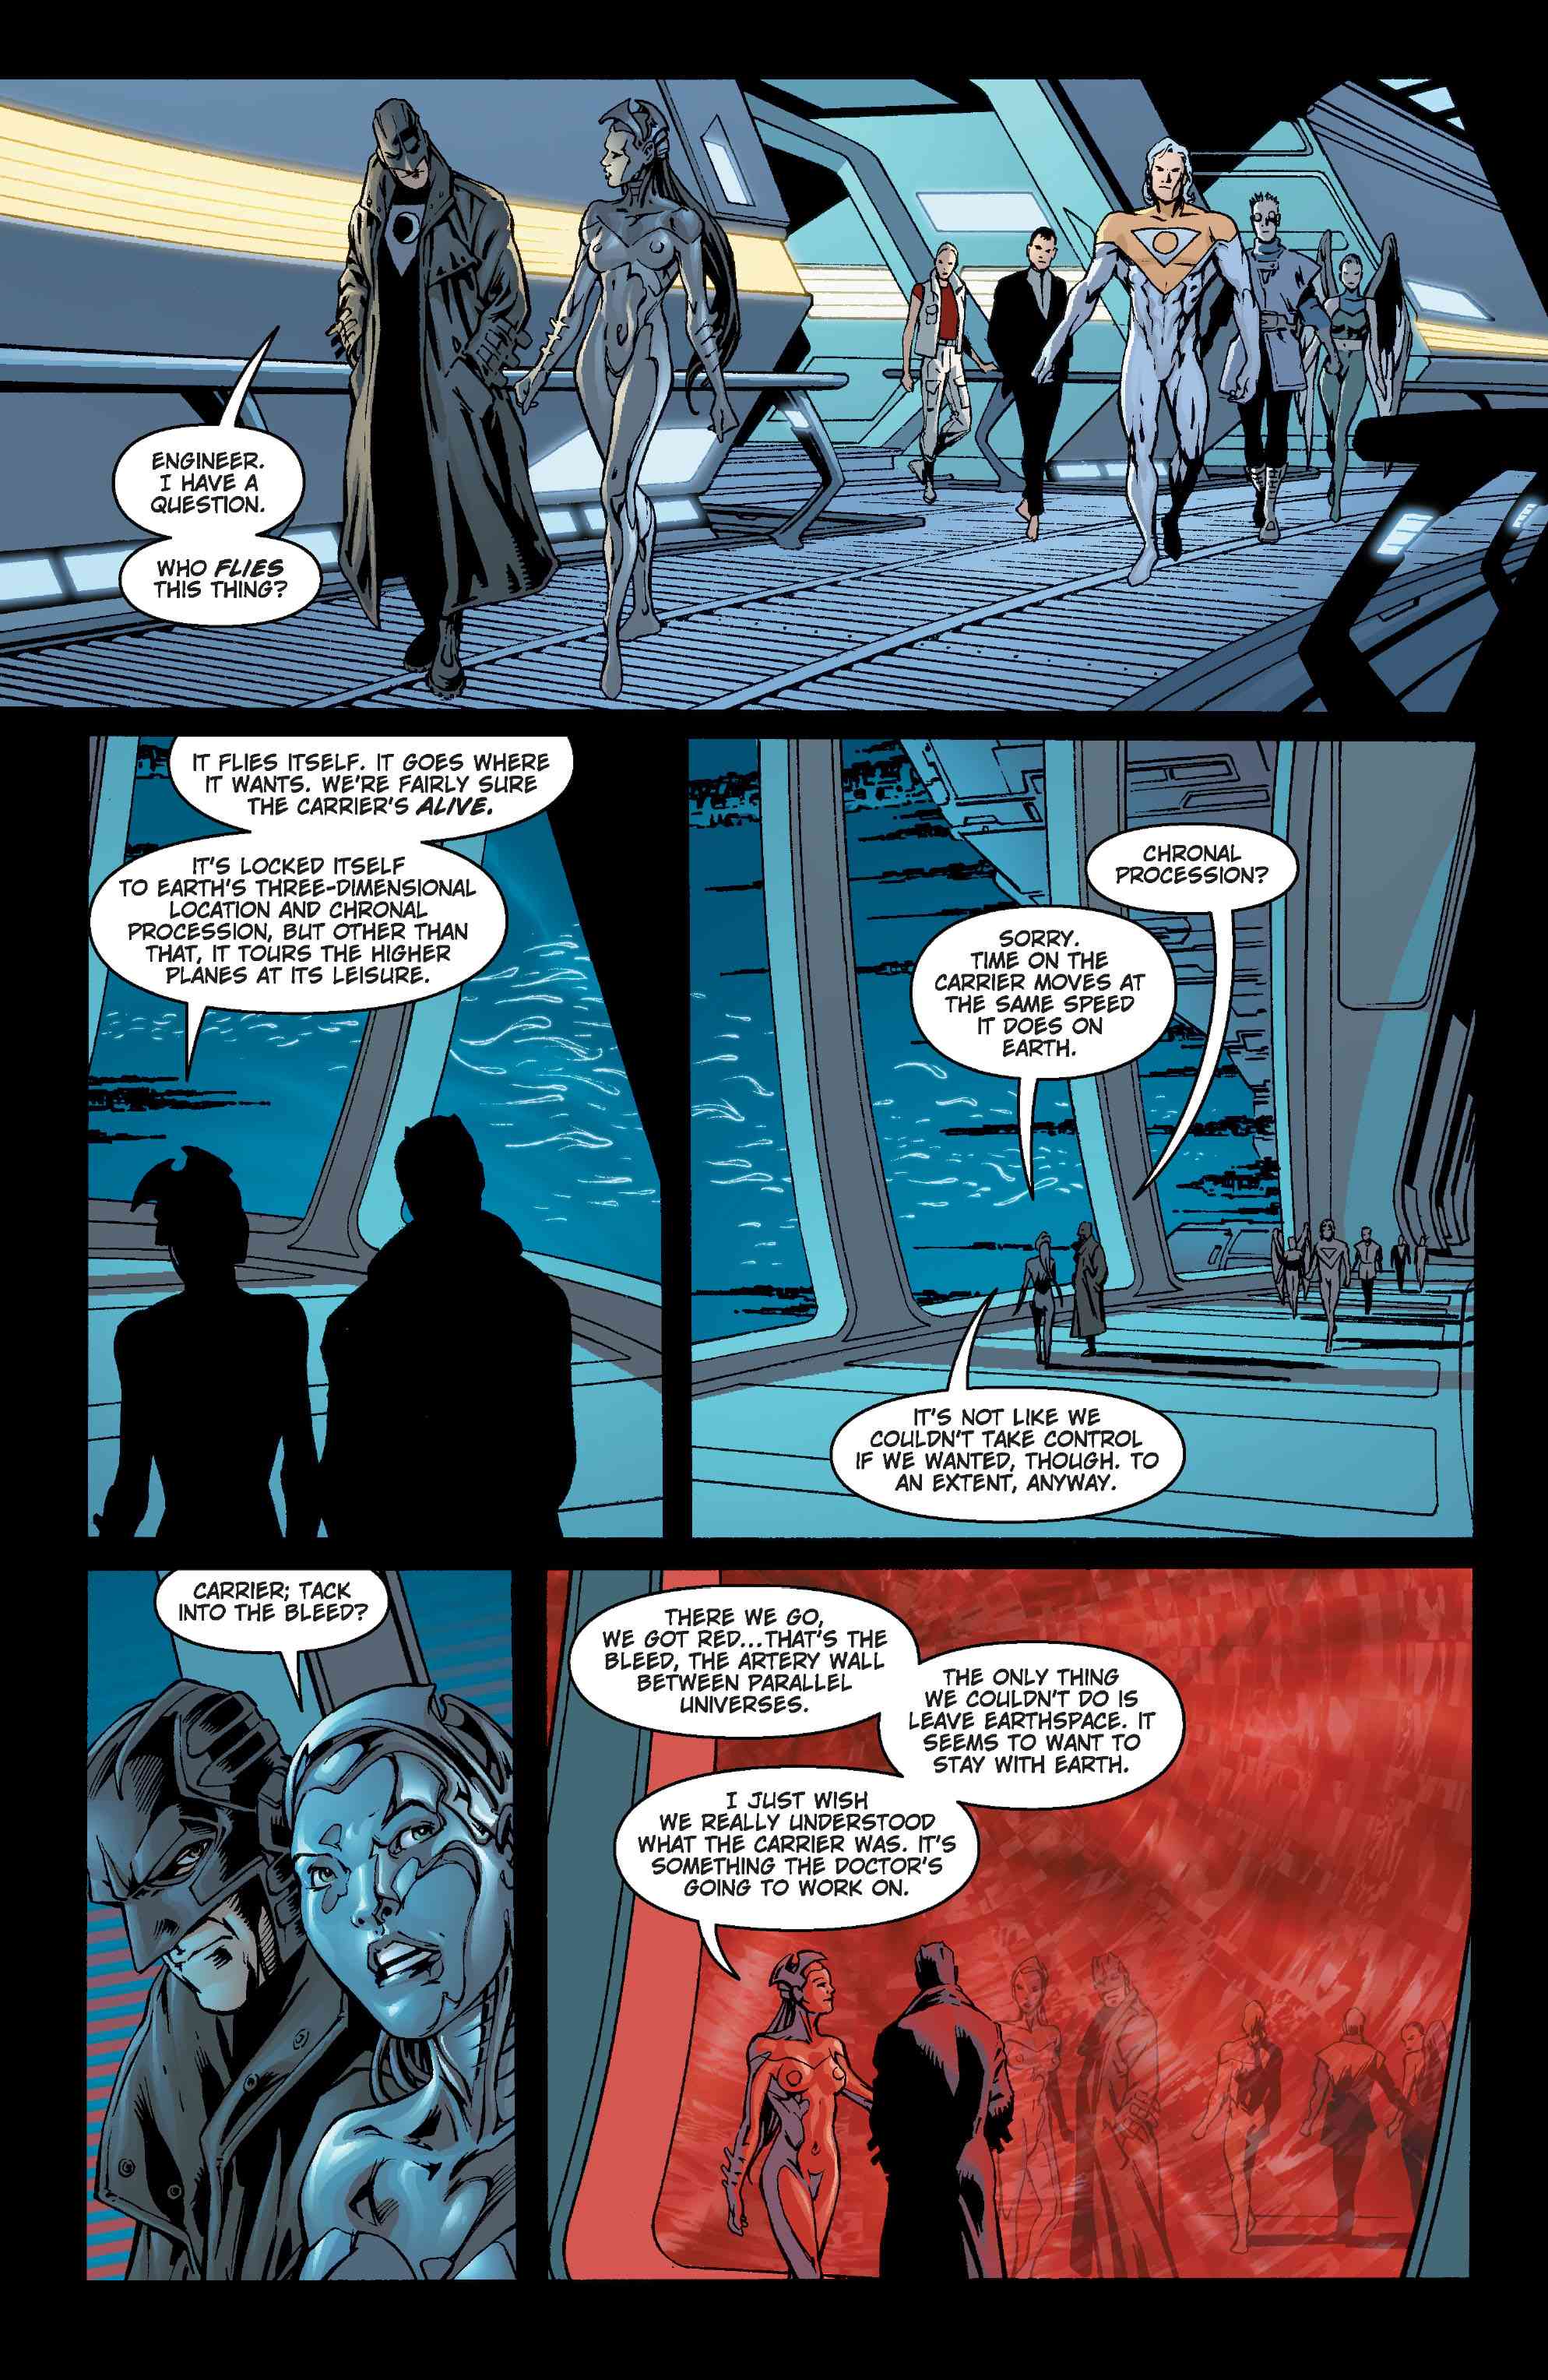 ENGINEER.
I HAVE A
QUESTION.
WHO FLIES
THIS THING?
IT FLIES ITSELF. IT GOES WHERE
IT WANTS. WE'RE FAIRLY SURE
THE CARRIER'S ALIVE.
IT'S LOCKED ITSELF
TO EARTH'S THREE-DIMENSIONAL
LOCATION AND CHRONAL
PROCESSION, BUT OTHER THAN
THAT, IT TOURS THE HIGHER
PLANES AT ITS LEISURE.
CHRONAL
PROCESSION?
SORRY.
TIME ON THE
CARRIER MOVES AT
THE SAME SPEED
IT DOES ON
EARTH.
IT'S NOT LIKE WE
COULDN'T TAKE CONTROL
IF WE WANTED, THOUGH. TO
AN EXTENT, ANYWAY.
CARRIER; TACK
INTO THE BLEED?
THERE WE GO,
WE GOT RED...THAT'S THE
BLEED, THE ARTERY WALL
BETWEEN PARALLEL
UNIVERSES.
THE ONLY THING
WE COULDN'T DO IS
LEAVE EARTHSPACE. IT
SEEMS TO WANT TO
STAY WITH EARTH.
I JUST WISH
WE REALLY UNDERSTOOD
WHAT THE CARRIER WAS. IT'S
SOMETHING THE DOCTOR'S
GOING TO WORK ON.